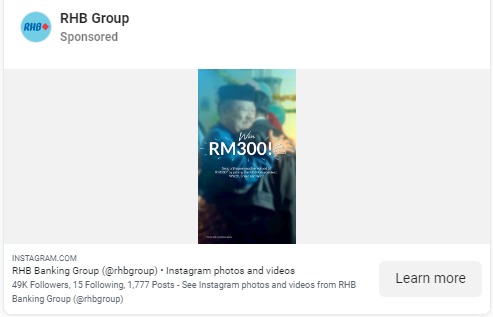 RHB
RHB Group
Sponsored
Win
RM300!
INSTAGRAM.COM
RHB Banking Group (@rhbgroup) • Instagram photos and videos
49K Followers, 15 Following, 1,777 Posts - See Instagram photos and videos from RHB
Banking Group (@rhbgroup)
Learn more